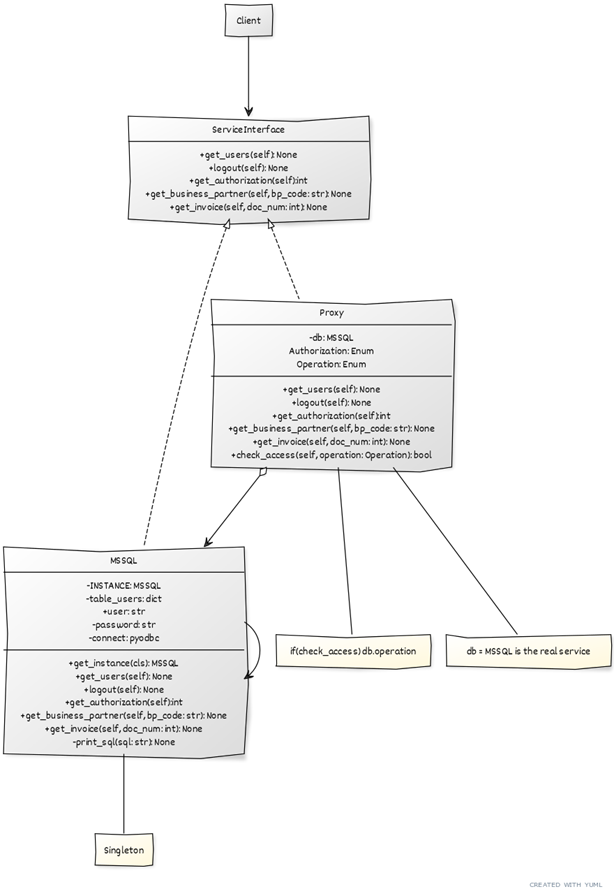 Client
ServiceInterface
+get_users(self): None
+logout(self): None
+get_authorization(self):int
+get_business_partner(self, bp_code: str): None
+get_invoice(self, doc_num: int): None
Proxy
-db: MSSQL
Authorization: Enum
Operation: Enum
+get_users(self): None
+logout(self): None
+get_authorization(self):int
+get_business_partner(self, bp_code: str): None
+get_invoice(self, doc_num: int): None
+check_access(self, operation: Operation): bool
MSSQL
-INSTANCE: MSSQL
-table_users: dict
+user: str
-password: str
-connect: pyodbc
+get_instance(cls): MSSQL
+get_users(self): None
+logout(self): None
+get_authorization(self):int
+get_business_partner(self, bp_code: str): None
+get_invoice(self, doc_num: int): None
-print_sql(sql: str): None
if(check_access) db.operation
db = MSSQL is the real service
Singleton
CREATED WITH YUML